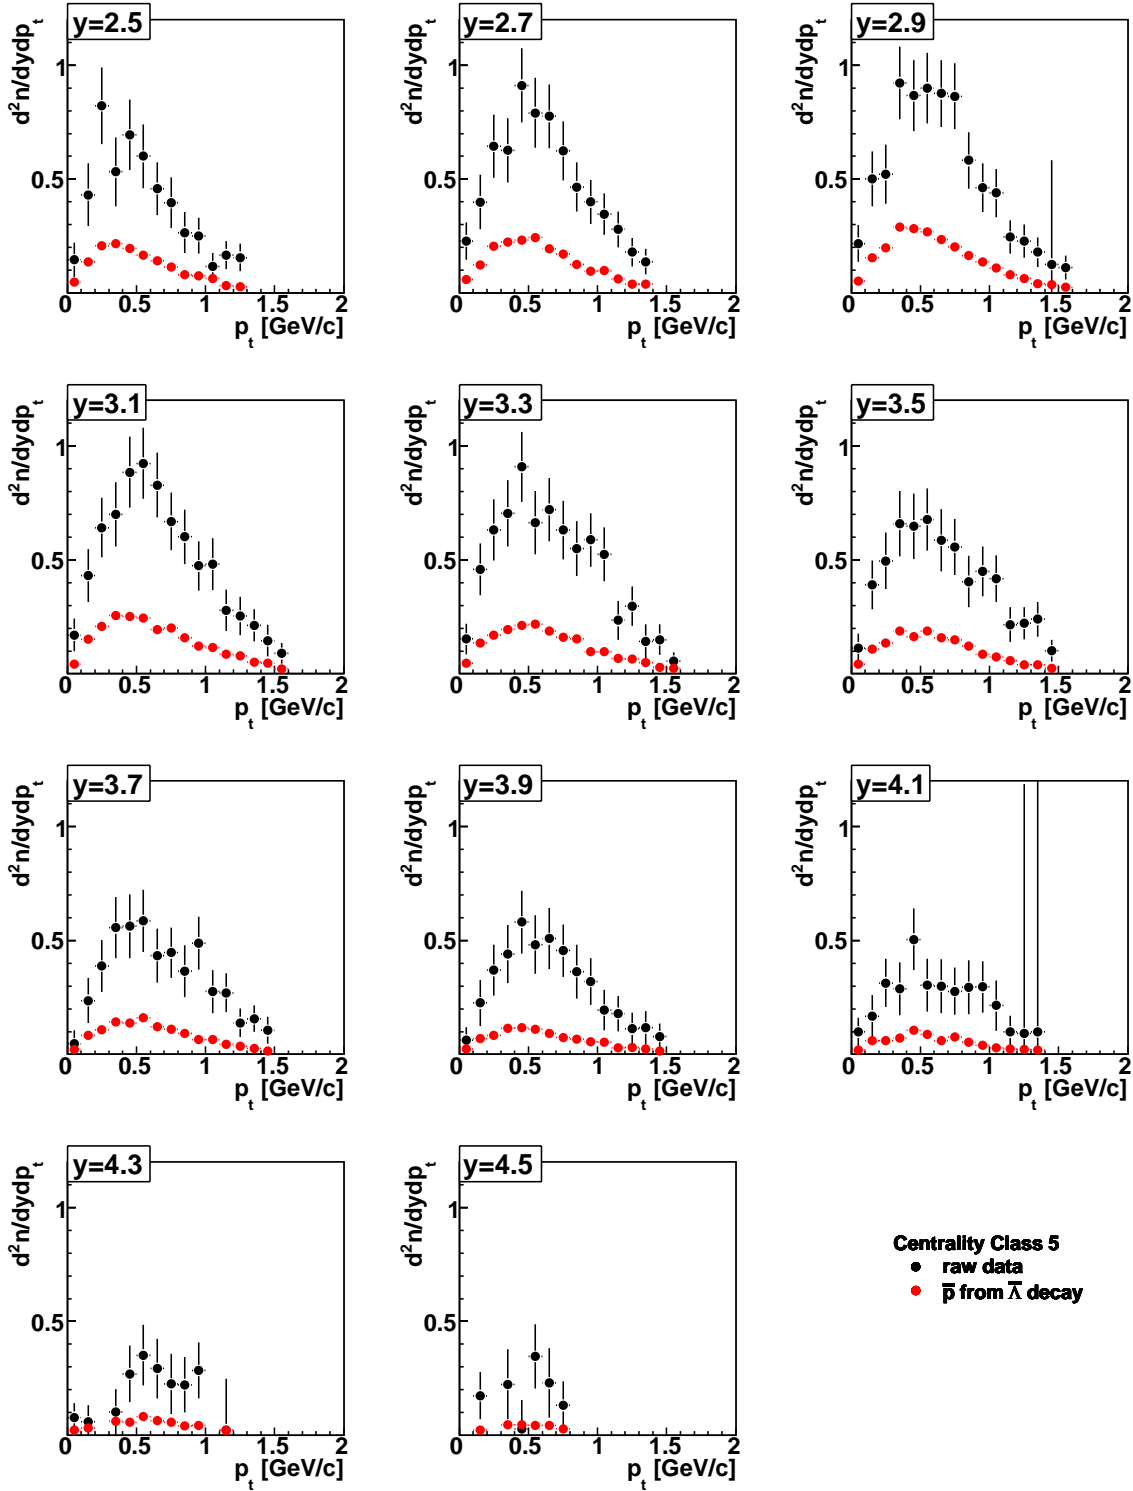 y=2.5
d²n/dydpₜ
1
0.5
0 0.5 1 1.5 2
pₜ [GeV/c]
y=2.7
d²n/dydpₜ
1
0.5
0 0.5 1 1.5 2
pₜ [GeV/c]
y=2.9
d²n/dydpₜ
1
0.5
0 0.5 1 1.5 2
pₜ [GeV/c]
y=3.1
d²n/dydpₜ
1
0.5
0 0.5 1 1.5 2
pₜ [GeV/c]
y=3.3
d²n/dydpₜ
1
0.5
0 0.5 1 1.5 2
pₜ [GeV/c]
y=3.5
d²n/dydpₜ
1
0.5
0 0.5 1 1.5 2
pₜ [GeV/c]
y=3.7
d²n/dydpₜ
1
0.5
0 0.5 1 1.5 2
pₜ [GeV/c]
y=3.9
d²n/dydpₜ
1
0.5
0 0.5 1 1.5 2
pₜ [GeV/c]
y=4.1
d²n/dydpₜ
1
0.5
0 0.5 1 1.5 2
pₜ [GeV/c]
y=4.3
d²n/dydpₜ
1
0.5
0 0.5 1 1.5 2
pₜ [GeV/c]
y=4.5
d²n/dydpₜ
1
0.5
0 0.5 1 1.5 2
pₜ [GeV/c]
Centrality Class 5
raw data
p̅ from Λ̅ decay